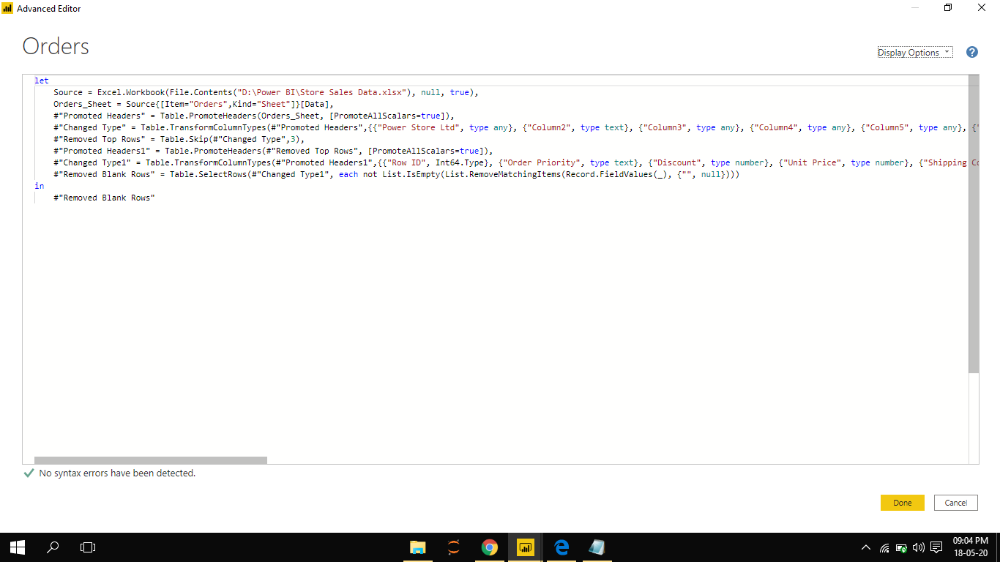 Advanced Editor
Orders
Display Options
?
let
Source = Excel.Workbook(File.Contents("D:\Power BI\Store Sales Data.xlsx"), null, true),
Orders_Sheet = Source{[Item="Orders",Kind="Sheet"]}[Data],
#"Promoted Headers" = Table.PromoteHeaders(Orders_Sheet, [PromoteAllScalars=true]),
#"Changed Type" = Table.TransformColumnTypes(#"Promoted Headers",{{"Power Store Ltd", type any}, {"Column2", type text}, {"Column3", type any}, {"Column4", type any}, {"Column5", type any}, {"
#"Removed Top Rows" = Table.Skip(#"Changed Type",3),
#"Promoted Headers1" = Table.PromoteHeaders(#"Removed Top Rows", [PromoteAllScalars=true]),
#"Changed Type1" = Table.TransformColumnTypes(#"Promoted Headers1",{{"Row ID", Int64.Type}, {"Order Priority", type text}, {"Discount", type number}, {"Unit Price", type number}, {"Shipping Co
#"Removed Blank Rows" = Table.SelectRows(#"Changed Type1", each not List.IsEmpty(List.RemoveMatchingItems(Record.FieldValues(_), {"", null})))
in
#"Removed Blank Rows"
No syntax errors have been detected.
Done
Cancel
09:04 PM
18-05-20